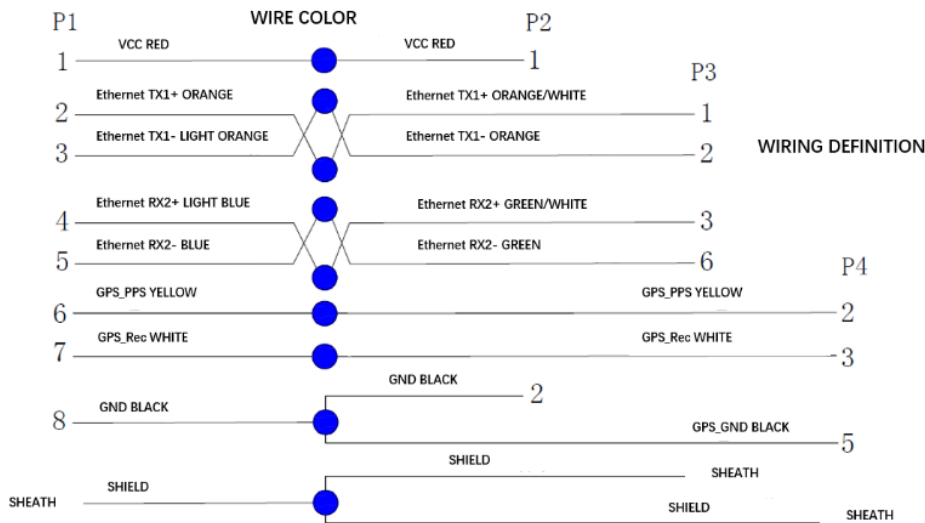 P1 WIRE COLOR P2
VCC RED VCC RED
1 1
P3
Ethernet TX1+ ORANGE Ethernet TX1+ ORANGE/WHITE
2 1
Ethernet TX1- LIGHT ORANGE Ethernet TX1- ORANGE
3 2
WIRING DEFINITION
Ethernet RX2+ LIGHT BLUE Ethernet RX2+ GREEN/WHITE
4 3
Ethernet RX2- BLUE Ethernet RX2- GREEN
5 6
P4
GPS_PPS YELLOW GPS_PPS YELLOW
6 2
GPS_Rec WHITE GPS_Rec WHITE
7 3
GND BLACK
2
GND BLACK
8
GPS_GND BLACK
5
SHIELD SHEATH
SHEATH SHIELD
SHIELD SHEATH